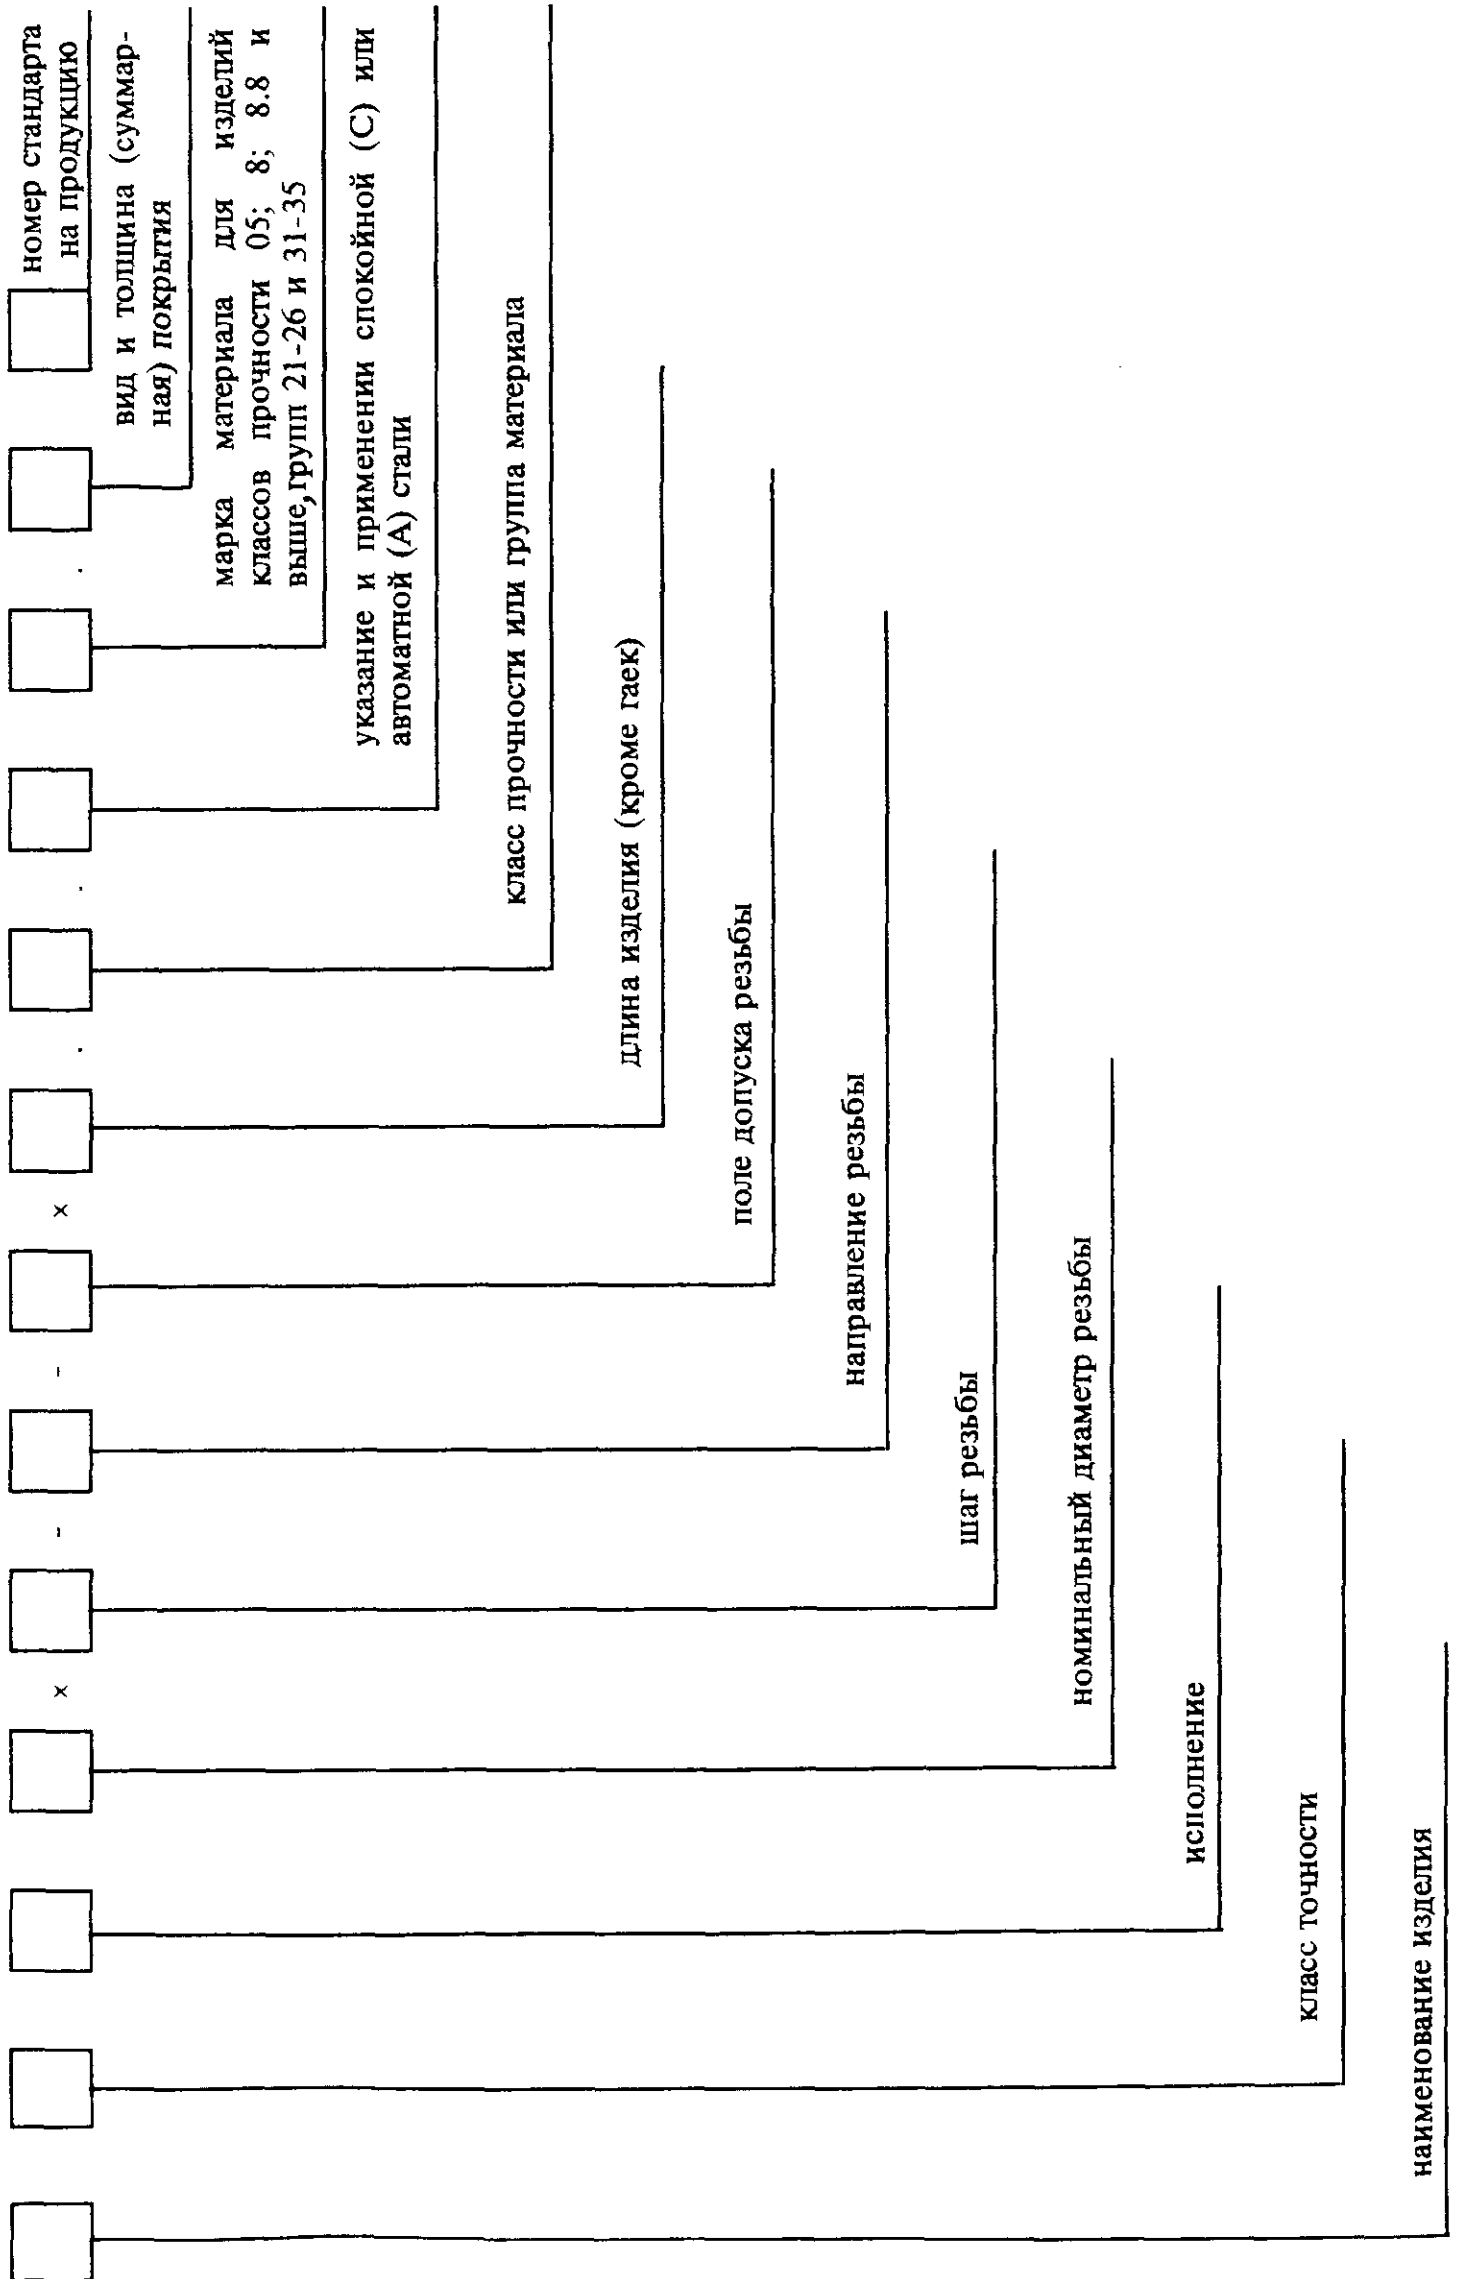 номер стандарта
на продукцию
вид и толщина (суммар-
ная) покрытия
марка материала для изделий
классов прочности 05; 8; 8.8 и
выше, групп 21-26 и 31-35
указание и применении спокойной (С) или
автоматной (А) стали
класс прочности или группа материала
длина изделия (кроме гаек)
поле допуска резьбы
направление резьбы
шаг резьбы
номинальный диаметр резьбы
исполнение
класс точности
наименование изделия
× - - × . . .